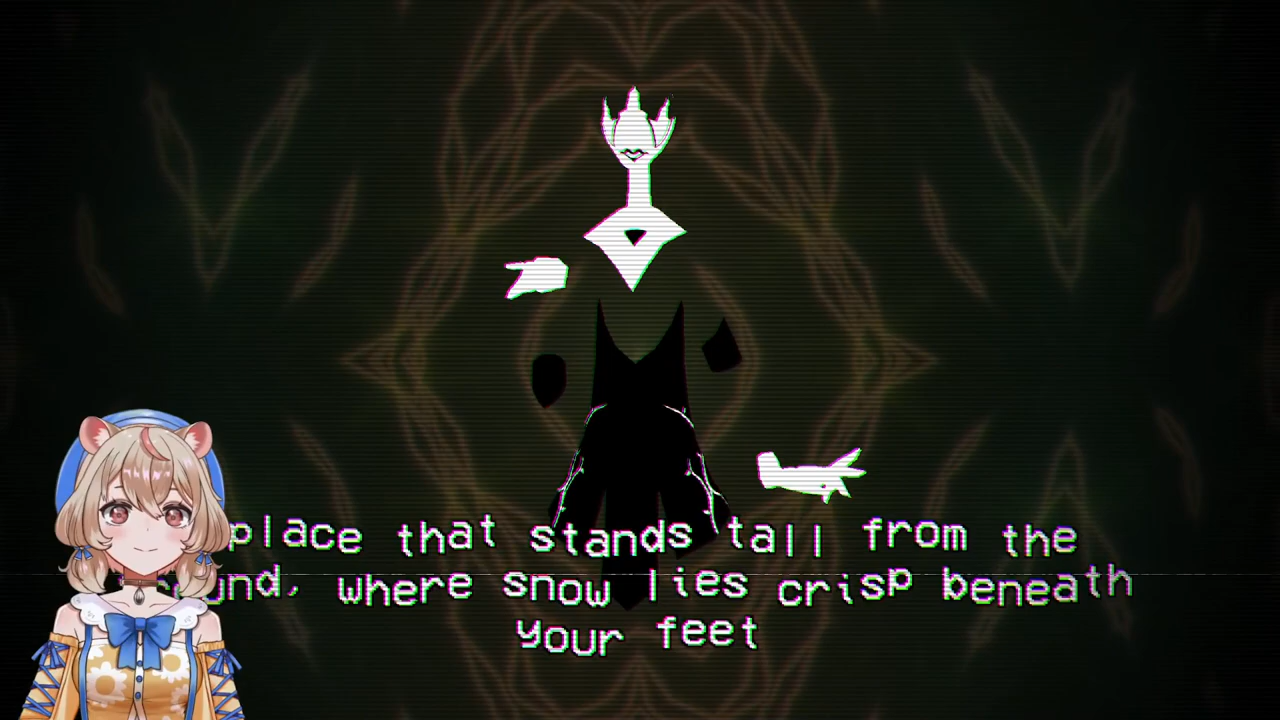 place that stands tall from the
where snow lies crisp beneath
your feet